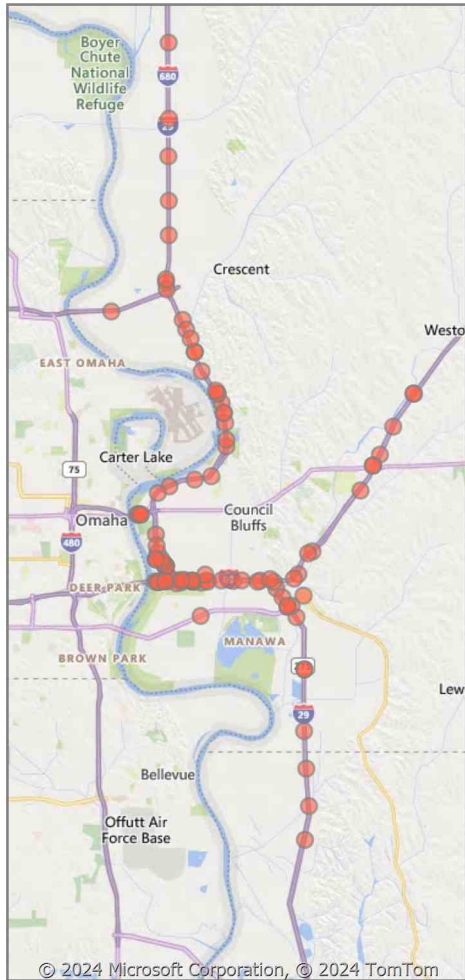 Boyer
Chute
National
Wildlife
Refuge
680
29
Crescent
Westo
EAST OMAHA
Carter Lake
75
Omaha
Council
Bluffs
480
DEER PARK
MANAWA
BROWN PARK
Lew
29
Bellevue
Offutt Air
Force Base
© 2024 Microsoft Corporation, © 2024 TomTom